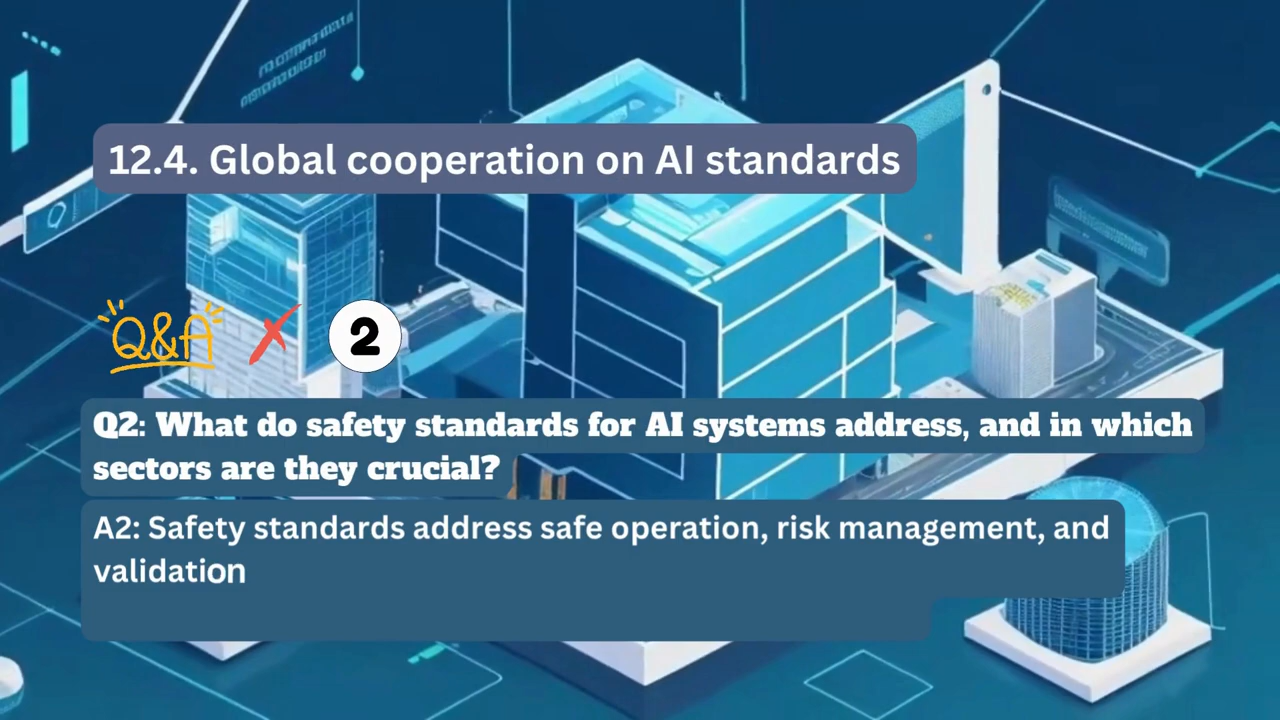 12.4. Global cooperation on AI standards
Q&A
2
Q2: What do safety standards for AI systems address, and in which
sectors are they crucial?
A2: Safety standards address safe operation, risk management, and
validation